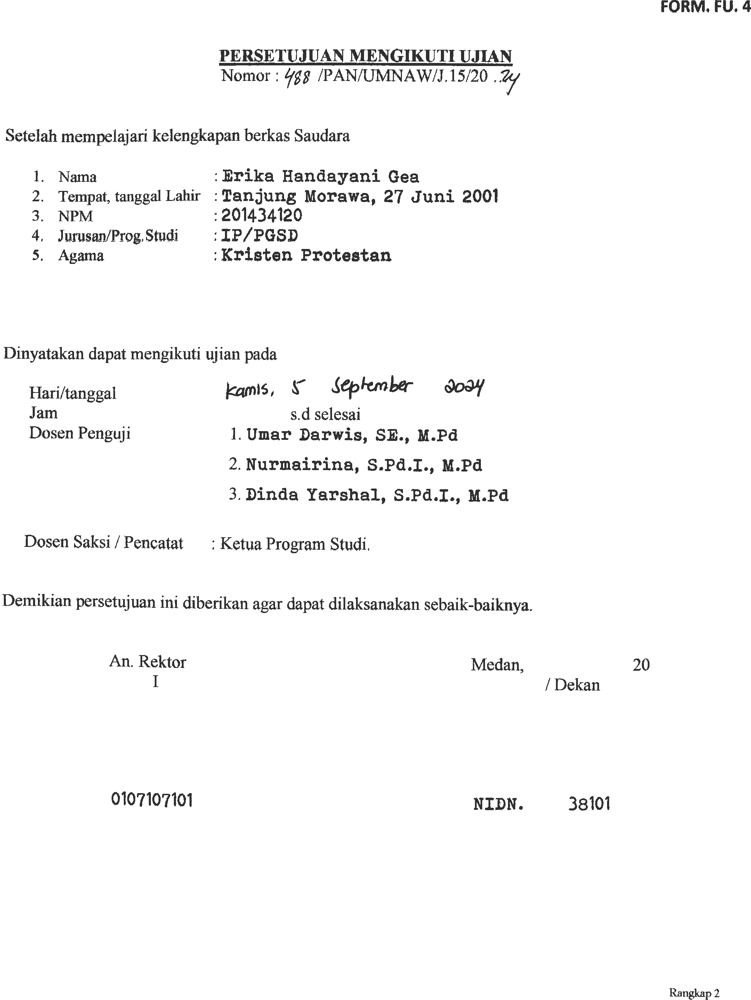 FORM. FU. 4
PERSETUJUAN MENGIKUTI UJIAN
Nomor : 488 /PAN/UMNAW/J.15/20 ..24
Setelah mempelajari kelengkapan berkas Saudara
1. Nama : Erika Handayani Gea
2. Tempat, tanggal Lahir : Tanjung Morawa, 27 Juni 2001
3. NPM : 201434120
4. Jurusan/Prog.Studi : IP/PGSD
5. Agama : Kristen Protestan
Dinyatakan dapat mengikuti ujian pada
Hari/tanggal Kamis, 5 September 2024
Jam s.d selesai
Dosen Penguji 1. Umar Darwis, SE., M.Pd
2. Nurmairina, S.Pd.I., M.Pd
3. Dinda Yarshal, S.Pd.I., M.Pd
Dosen Saksi / Pencatat : Ketua Program Studi.
Demikian persetujuan ini diberikan agar dapat dilaksanakan sebaik-baiknya.
An. Rektor Medan, 20
I / Dekan
0107107101 NIDN. 38101
Rangkap 2